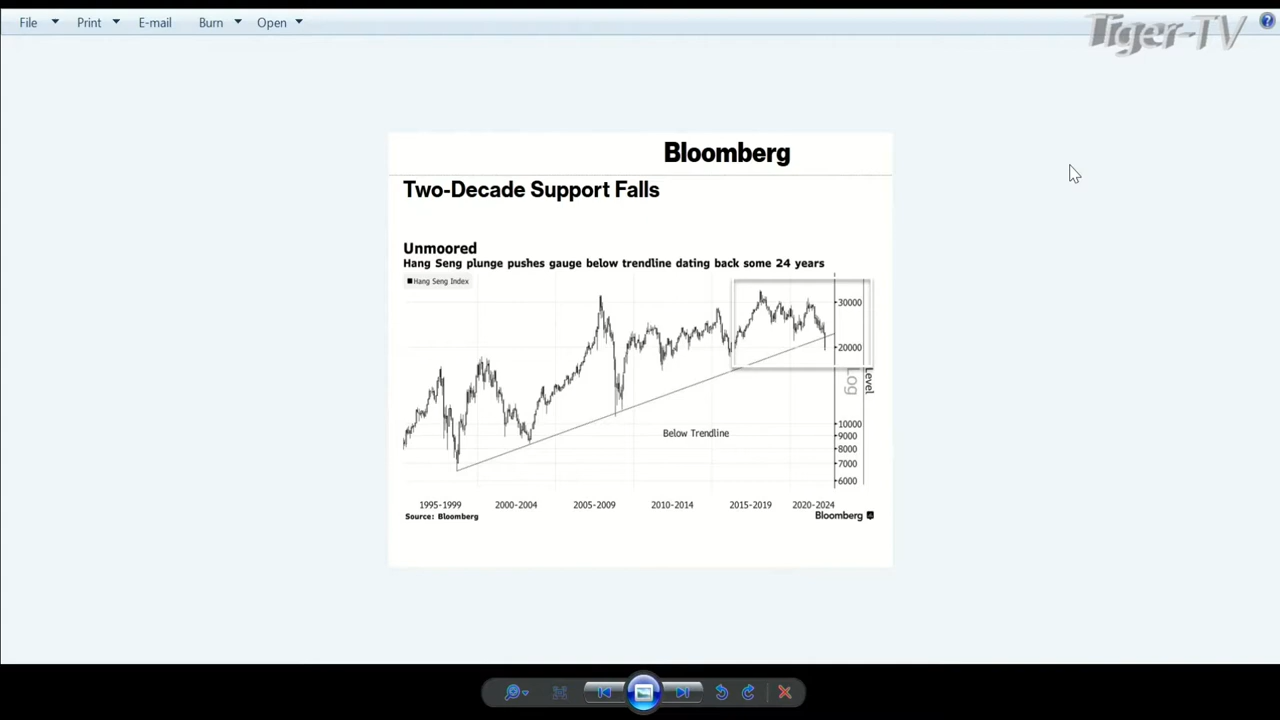 File Print E-mail Burn Open
Tiger-TV
Bloomberg
Two-Decade Support Falls
Unmoored
Hang Seng plunge pushes gauge below trendline dating back some 24 years
Hang Seng Index
30000
20000
Log
Level
10000
9000
8000
7000
6000
Below Trendline
1995-1999 2000-2004 2005-2009 2010-2014 2015-2019 2020-2024
Source: Bloomberg
Bloomberg